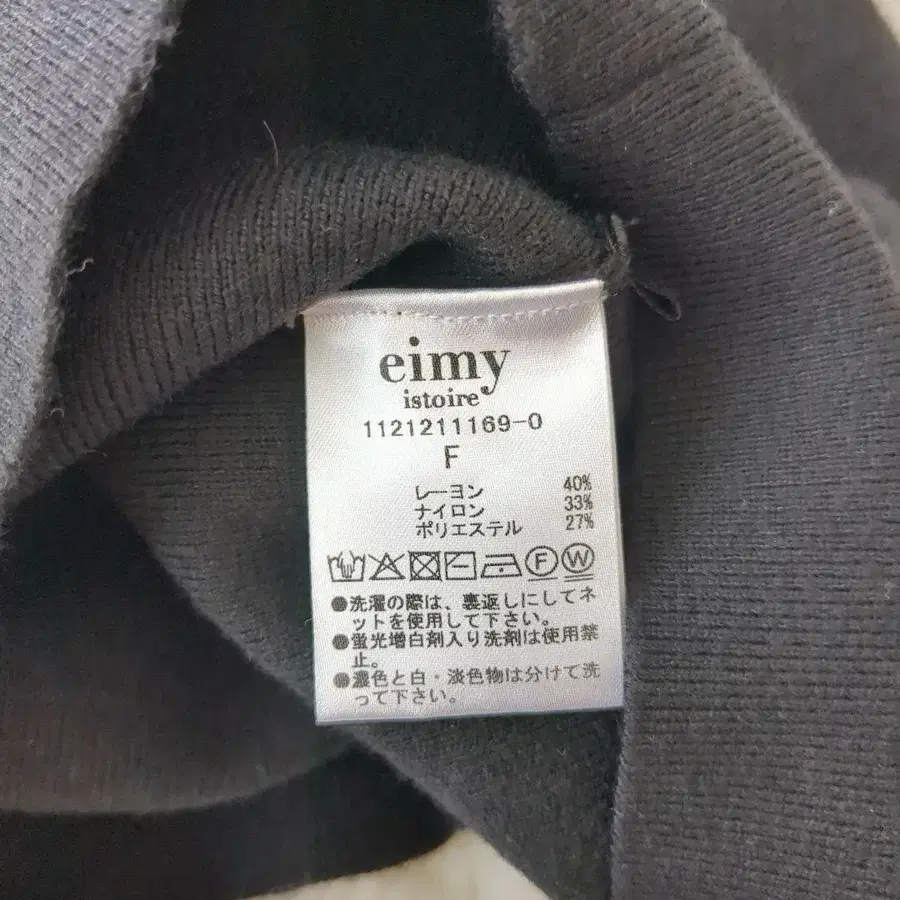 eimy
istoire
1121211169-0
F
レーヨン 40%
ナイロン 33%
ポリエステル 27%
F W
●洗濯の際は、裏返しにしてネ
ットを使用して下さい。
●蛍光増白剤入り洗剤は使用禁
止。
●濃色と白・淡色物は分けて洗
って下さい。